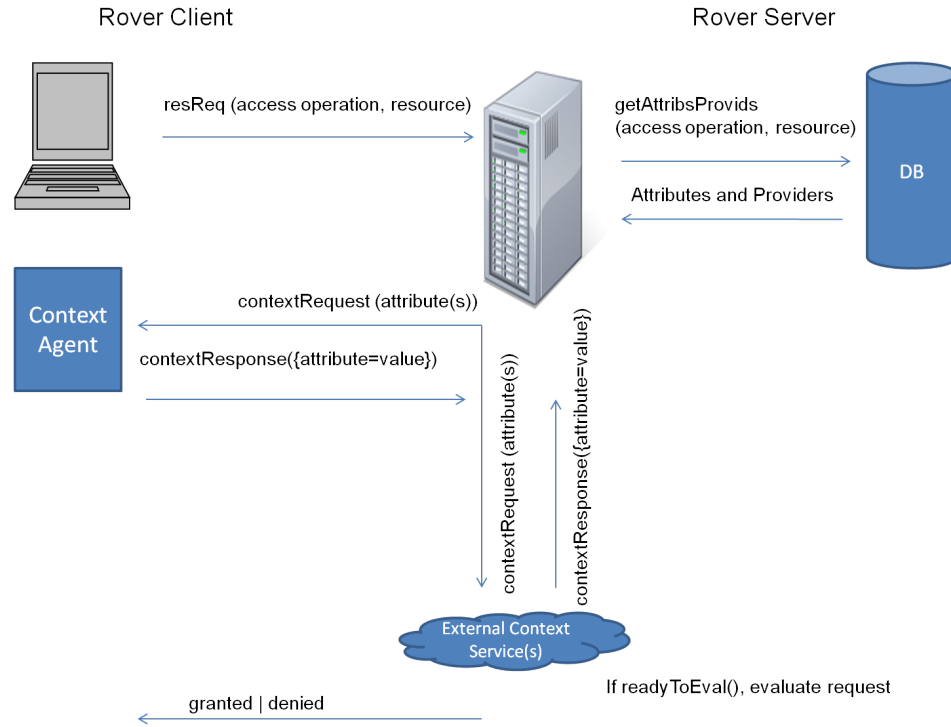 Rover Client
Rover Server
resReq (access operation, resource)
getAttribsProvids
(access operation, resource)
DB
Attributes and Providers
Context
Agent
contextRequest (attribute(s))
contextResponse({attribute=value})
contextRequest (attribute(s))
contextResponse({attribute=value})
External Context
Service(s)
If readyToEval(), evaluate request
granted | denied